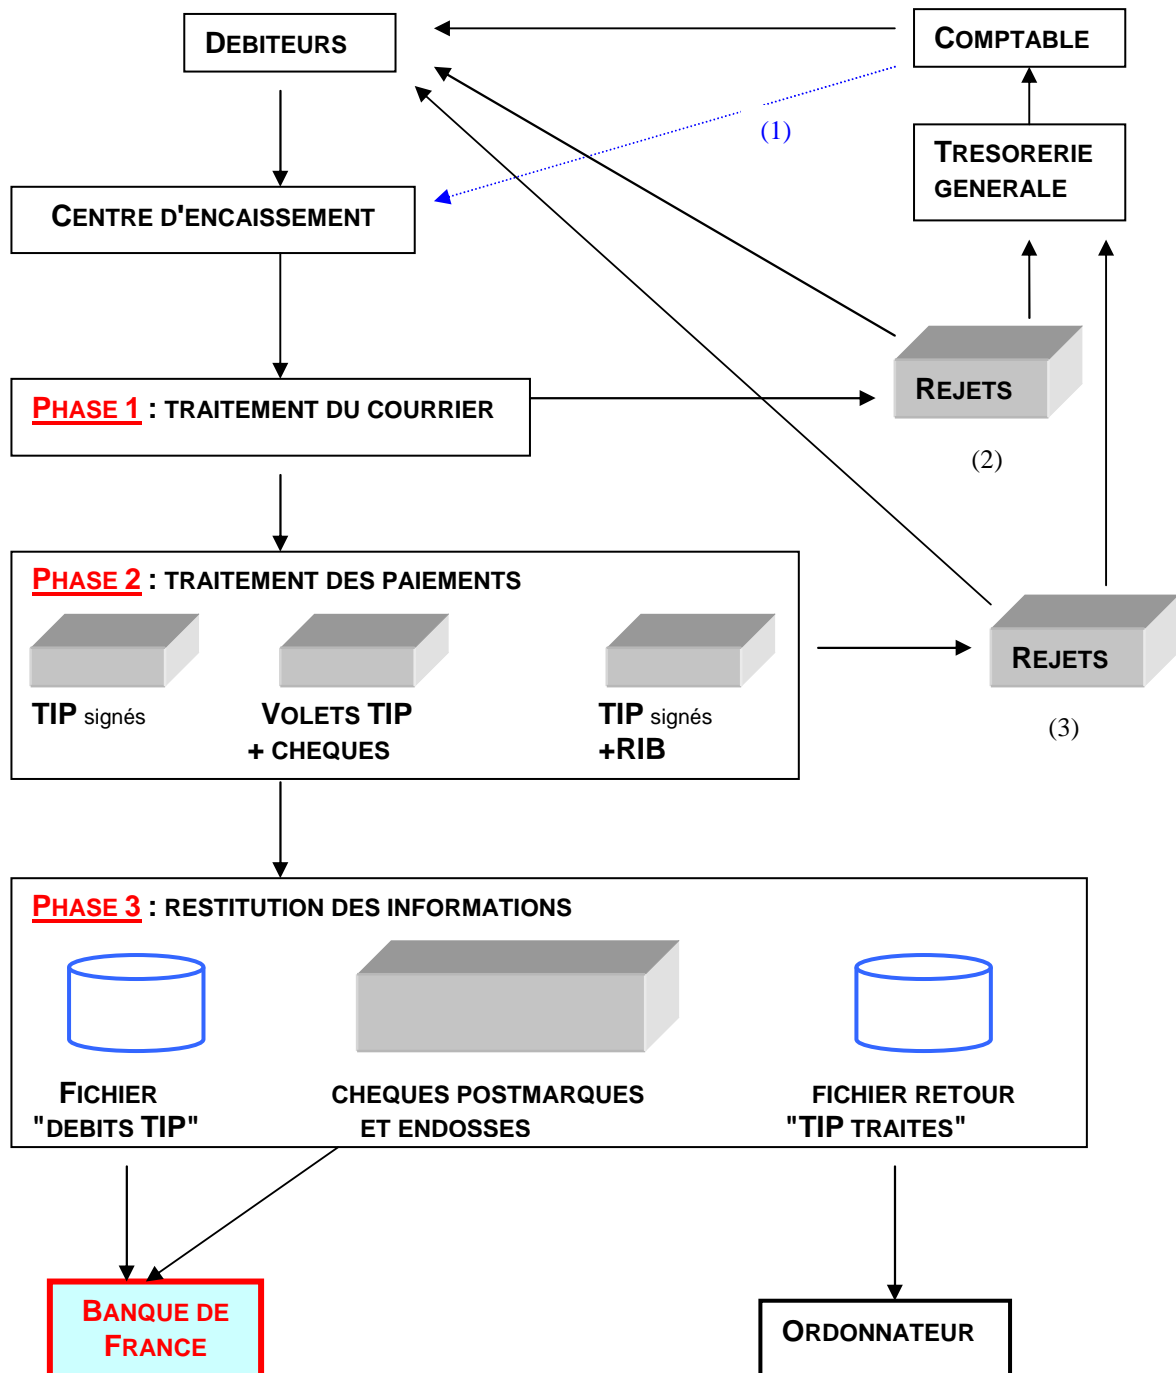 DEBITEURS
COMPTABLE
(1)
TRESORERIE
GENERALE
CENTRE D'ENCAISSEMENT
REJETS
PHASE 1 : TRAITEMENT DU COURRIER
(2)
PHASE 2 : TRAITEMENT DES PAIEMENTS
TIP signés
VOLETS TIP
+ CHEQUES
TIP signés
+RIB
REJETS
(3)
PHASE 3 : RESTITUTION DES INFORMATIONS
FICHIER
"DEBITS TIP"
CHEQUES POSTMARQUES
ET ENDOSSES
FICHIER RETOUR
"TIP TRAITES"
BANQUE DE
FRANCE
ORDONNATEUR